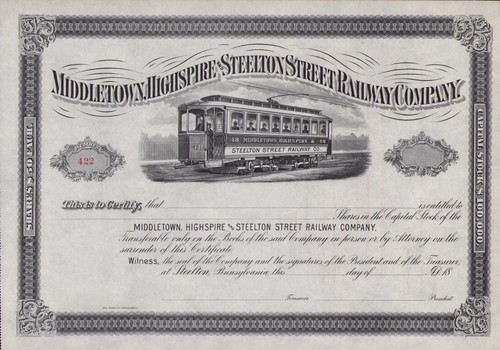 MIDDLETOWN, HIGHSPIRE AND STEELTON STREET RAILWAY COMPANY
SHARES $50 EACH.
CAPITAL STOCK $100,000.
422
48 MIDDLETOWN, HIGHSPIRE & 48
STEELTON STREET RAILWAY CO.
This is to Certify, that is entitled to
Shares in the Capital Stock of the
MIDDLETOWN, HIGHSPIRE AND STEELTON STREET RAILWAY COMPANY,
Transferable only on the Books of the said Company in person or by Attorney on the
surrender of this Certificate.
Witness, the seal of the Company and the signatures of the President and of the Treasurer,
at Steelton, Pennsylvania, this day of A.D. 18
Treasurer. President.